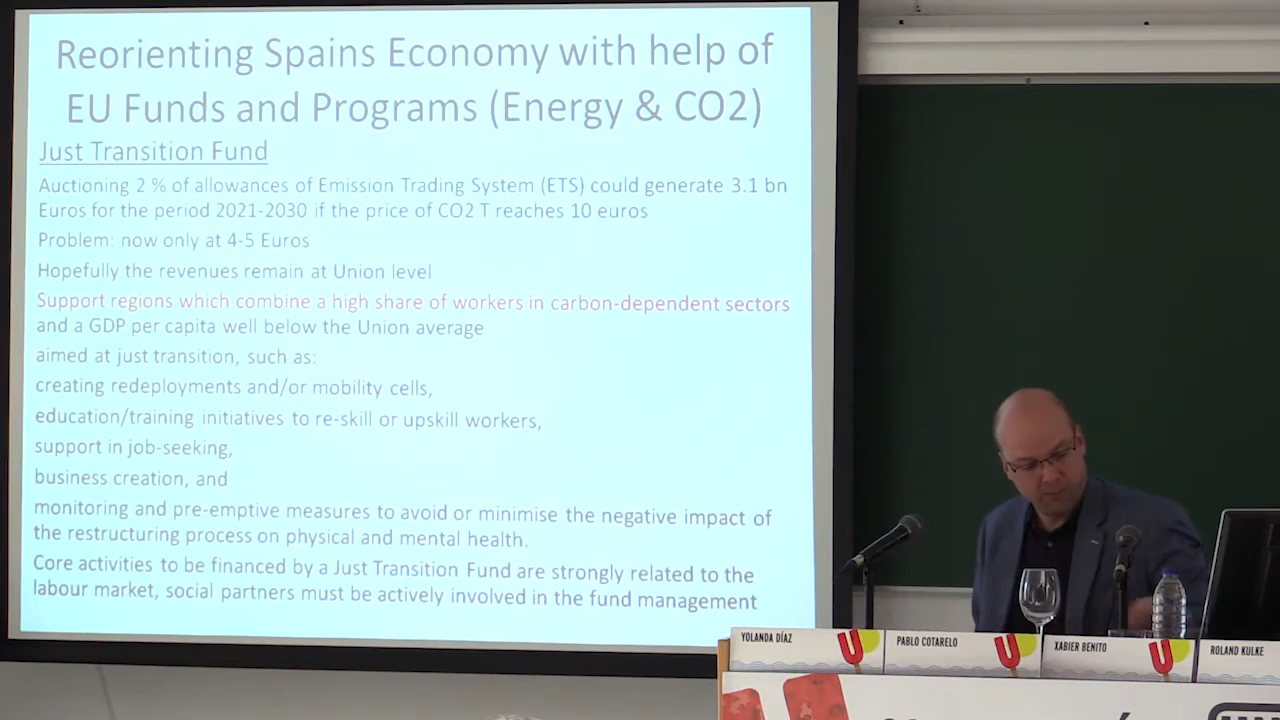 Reorienting Spains Economy with help of
EU Funds and Programs (Energy & CO2)
Just Transition Fund
Auctioning 2 % of allowances of Emission Trading System (ETS) could generate 3.1 bn
Euros for the period 2021-2030 if the price of CO2 T reaches 10 euros
Problem: now only at 4-5 Euros
Hopefully the revenues remain at Union level
Support regions which combine a high share of workers in carbon-dependent sectors
and a GDP per capita well below the Union average
aimed at just transition, such as:
creating redeployments and/or mobility cells,
education/training initiatives to re-skill or upskill workers,
support in job-seeking,
business creation, and
monitoring and pre-emptive measures to avoid or minimise the negative impact of
the restructuring process on physical and mental health.
Core activities to be financed by a Just Transition Fund are strongly related to the
labour market, social partners must be actively involved in the fund management
YOLANDA DÍAZ
PABLO COTARELO
XABIER BENITO
ROLAND KULKE